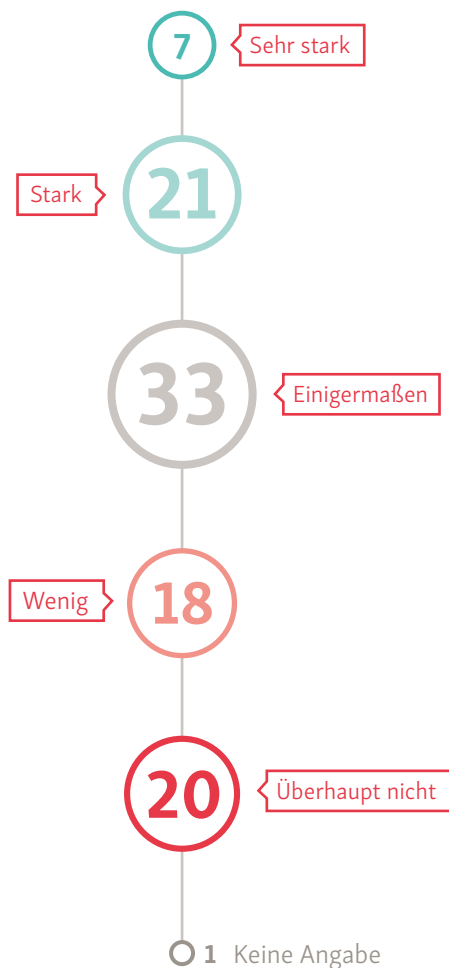 7 Sehr stark
Stark 21
33 Einigermaßen
Wenig 18
20 Überhaupt nicht
1 Keine Angabe